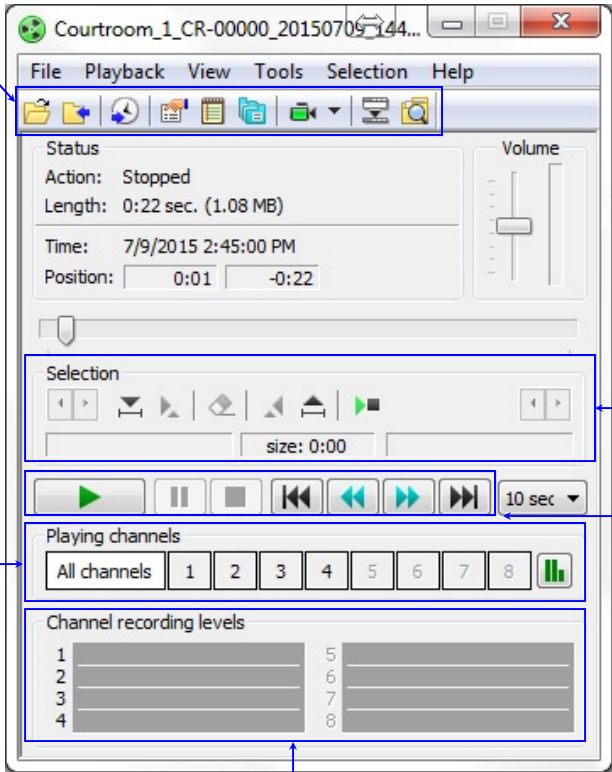 Courtroom_1_CR-00000_20150709_144...
File Playback View Tools Selection Help
Status
Volume
Action: Stopped
Length: 0:22 sec. (1.08 MB)
Time: 7/9/2015 2:45:00 PM
Position: 0:01 -0:22
Selection
size: 0:00
10 sec
Playing channels
All channels 1 2 3 4 5 6 7 8
Channel recording levels
1 5
2 6
3 7
4 8